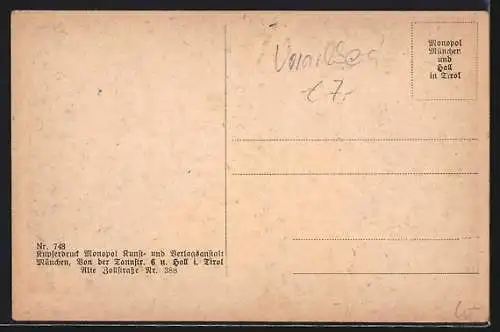 Monopol
München
und
Hall
in Tirol
€ 7.-
Nr. 748
Kupferdruck Monopol Kunst- und Verlagsanstalt
München, Von der Tannstr. 6 u. Hall i. Tirol
Alte Zollstraße Nr. 388